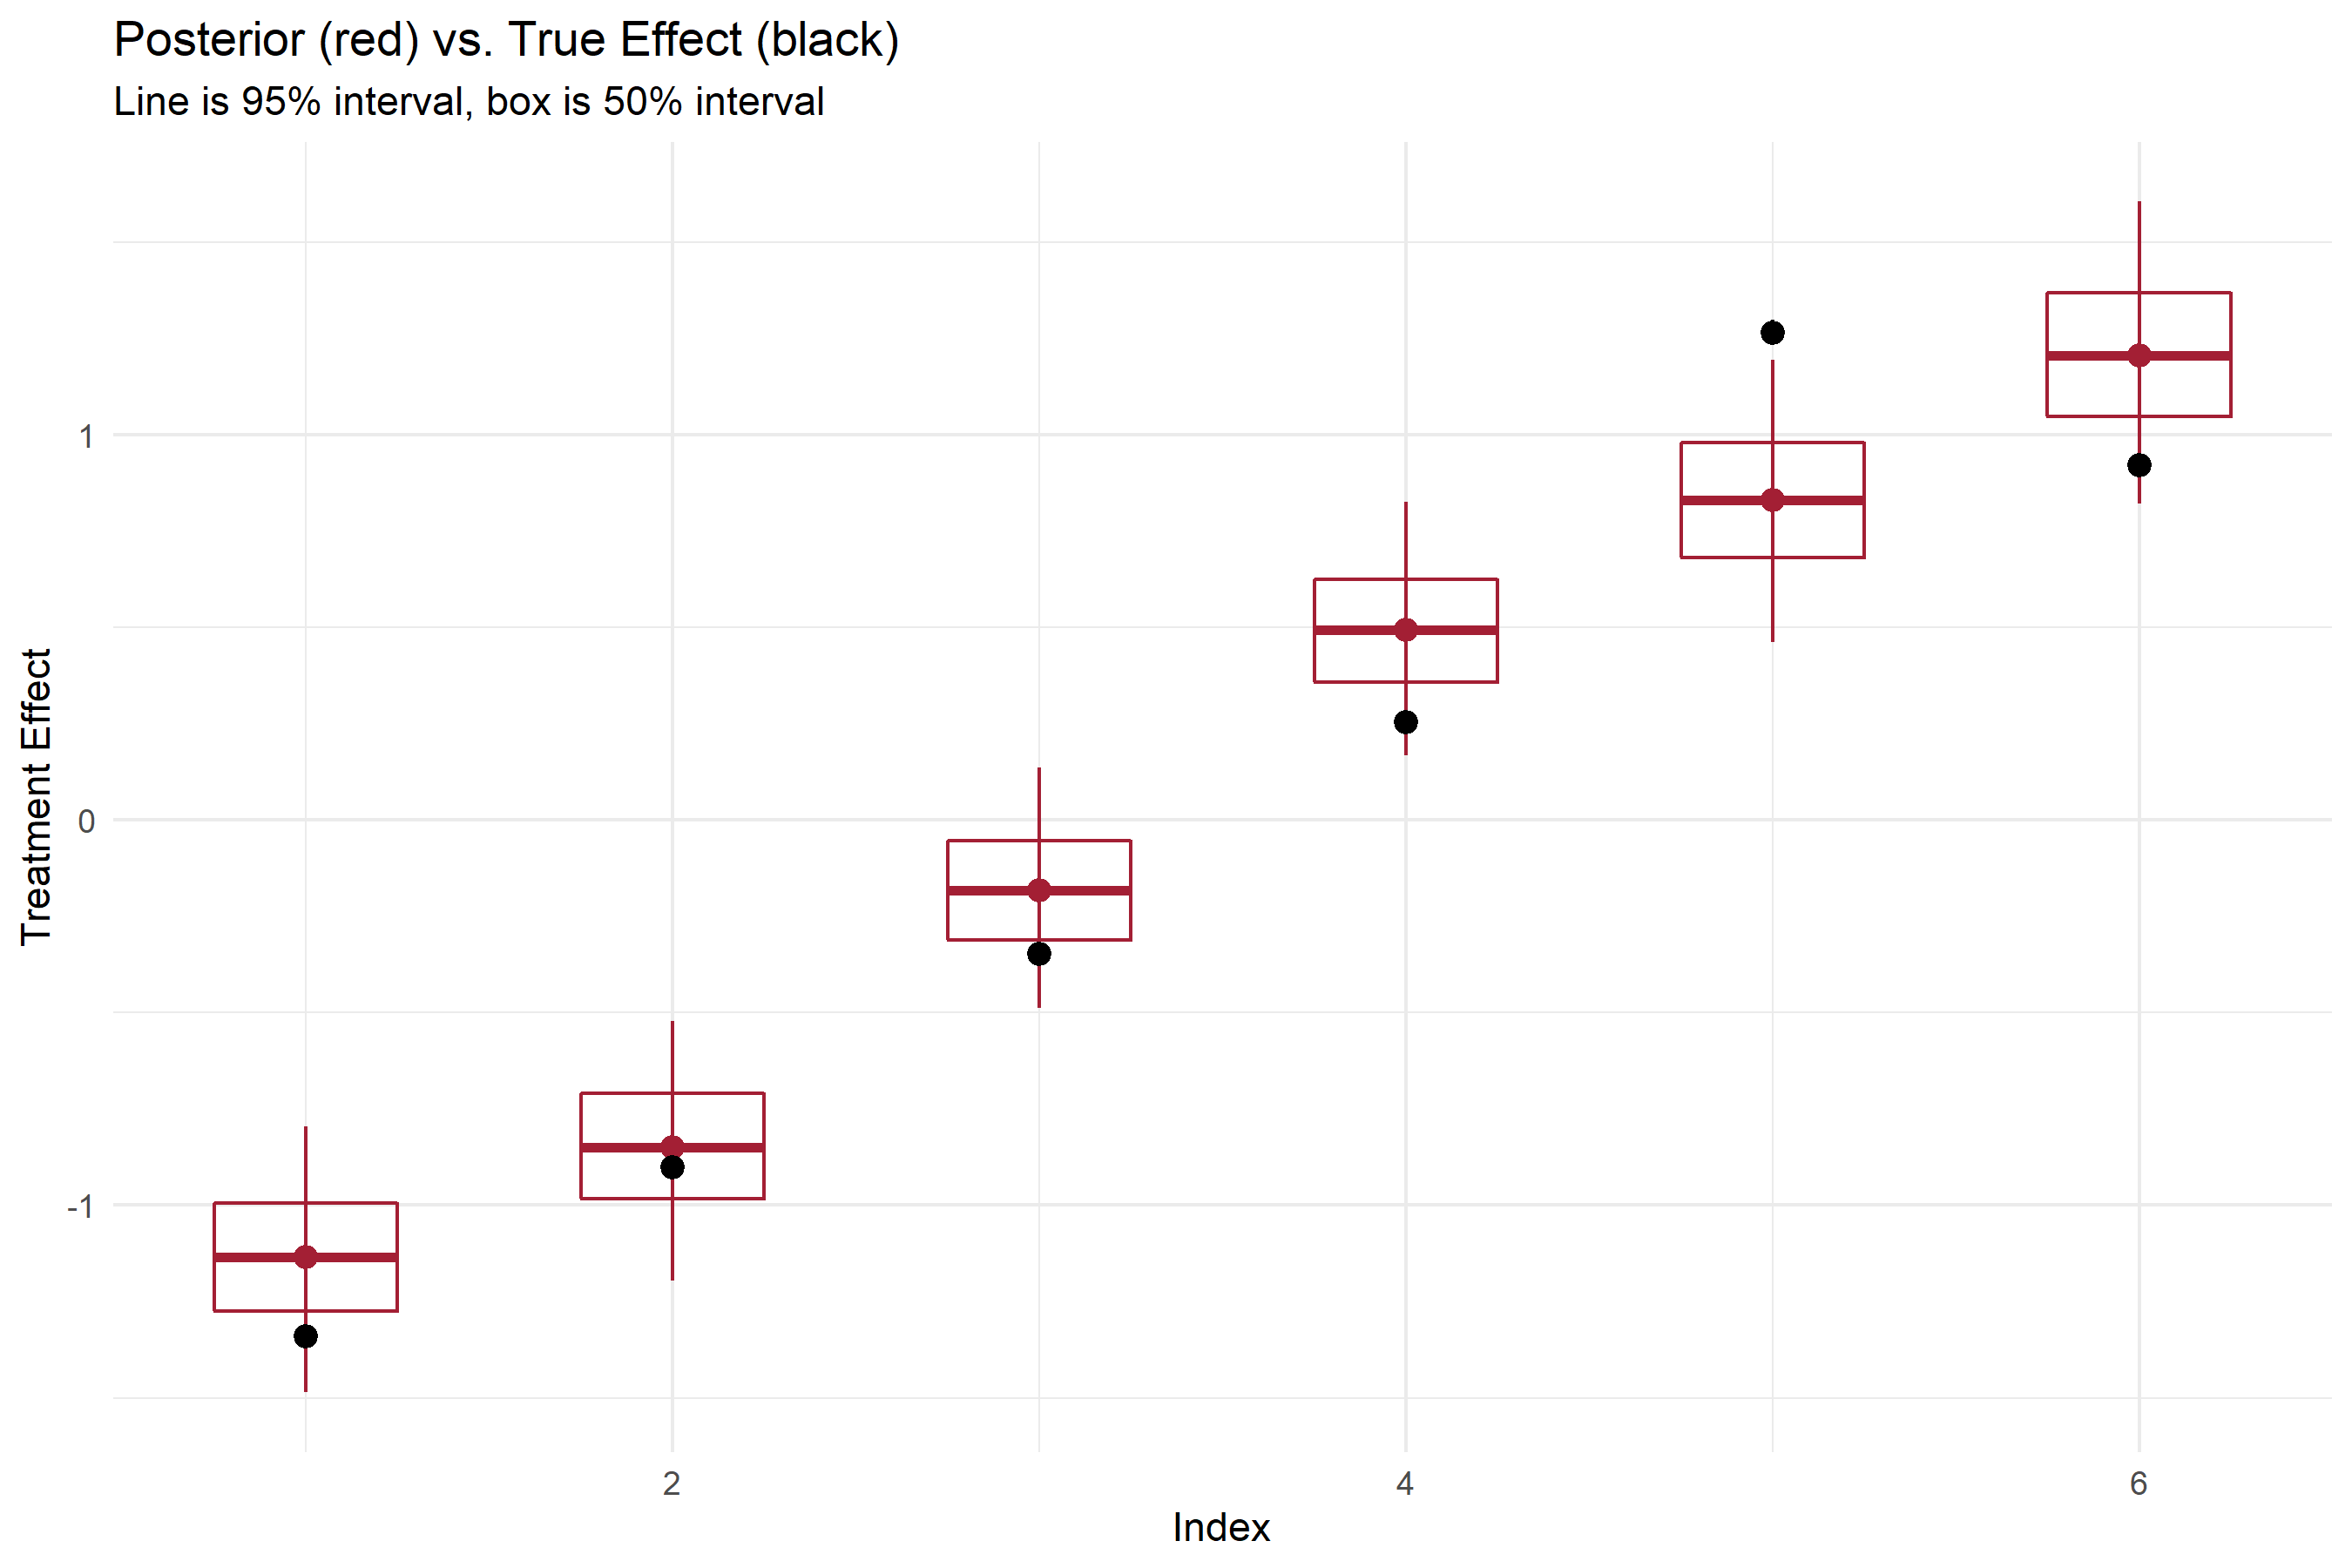 Posterior (red) vs. True Effect (black)
Line is 95% interval, box is 50% interval
Treatment Effect
1
0
-1
2
4
6
Index